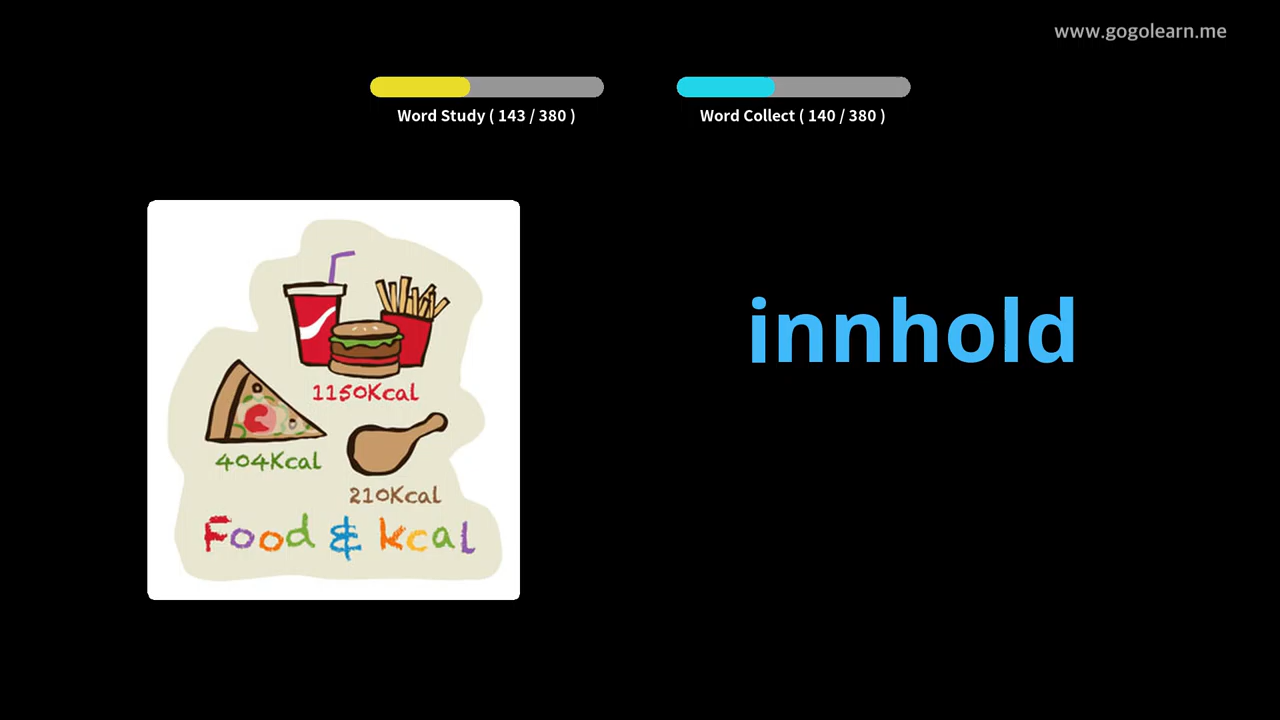 www.gogolearn.me
Word Study ( 143 / 380 )
Word Collect ( 140 / 380 )
1150Kcal
404Kcal
210Kcal
Food & kcal
innhold